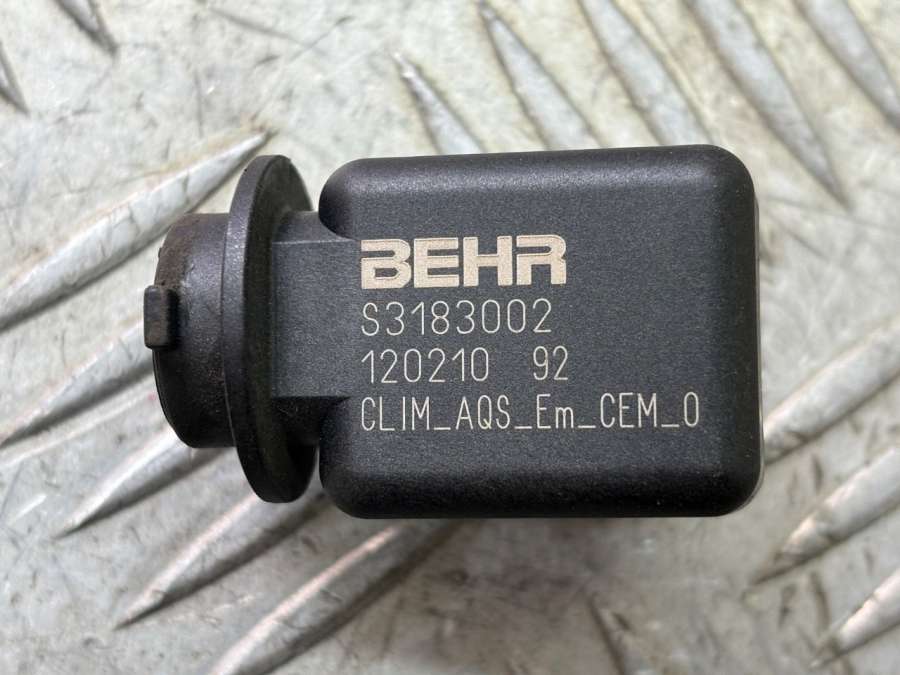 BEHR
S3183002
120210 92
CLIM_AQS_Em_CEM_0